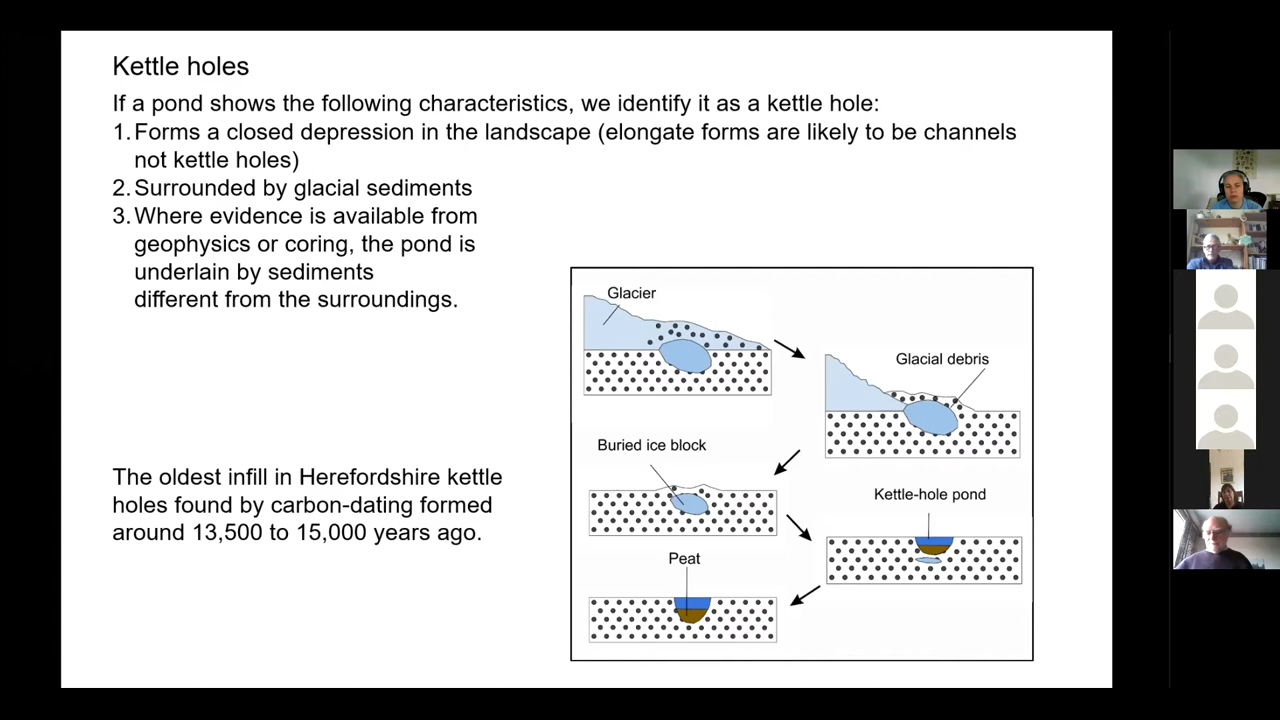 Kettle holes
If a pond shows the following characteristics, we identify it as a kettle hole:
1. Forms a closed depression in the landscape (elongate forms are likely to be channels
not kettle holes)
2. Surrounded by glacial sediments
3. Where evidence is available from
geophysics or coring, the pond is
underlain by sediments
different from the surroundings.
The oldest infill in Herefordshire kettle
holes found by carbon-dating formed
around 13,500 to 15,000 years ago.
Glacier
Glacial debris
Buried ice block
Kettle-hole pond
Peat